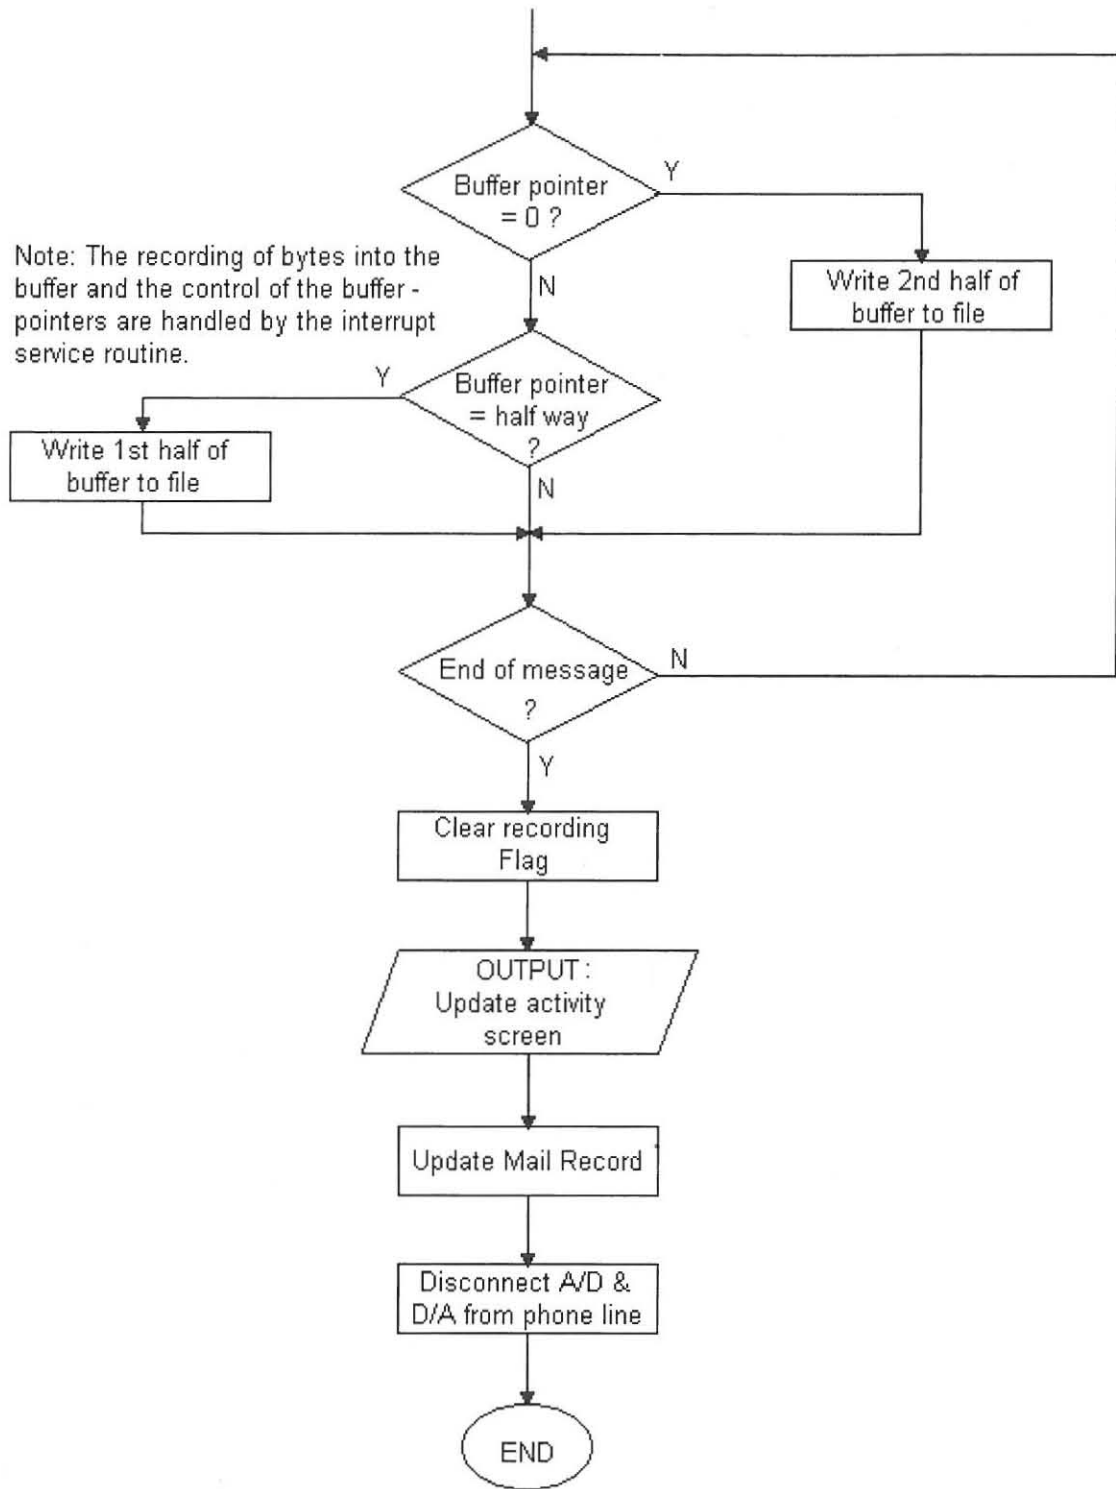 Buffer pointer
= 0 ?
Y
N
Note: The recording of bytes into the
buffer and the control of the buffer -
pointers are handled by the interrupt
service routine.
Write 2nd half of
buffer to file
Y
Buffer pointer
= half way
?
N
Write 1st half of
buffer to file
End of message
?
N
Y
Clear recording
Flag
OUTPUT :
Update activity
screen
Update Mail Record
Disconnect A/D &
D/A from phone line
END